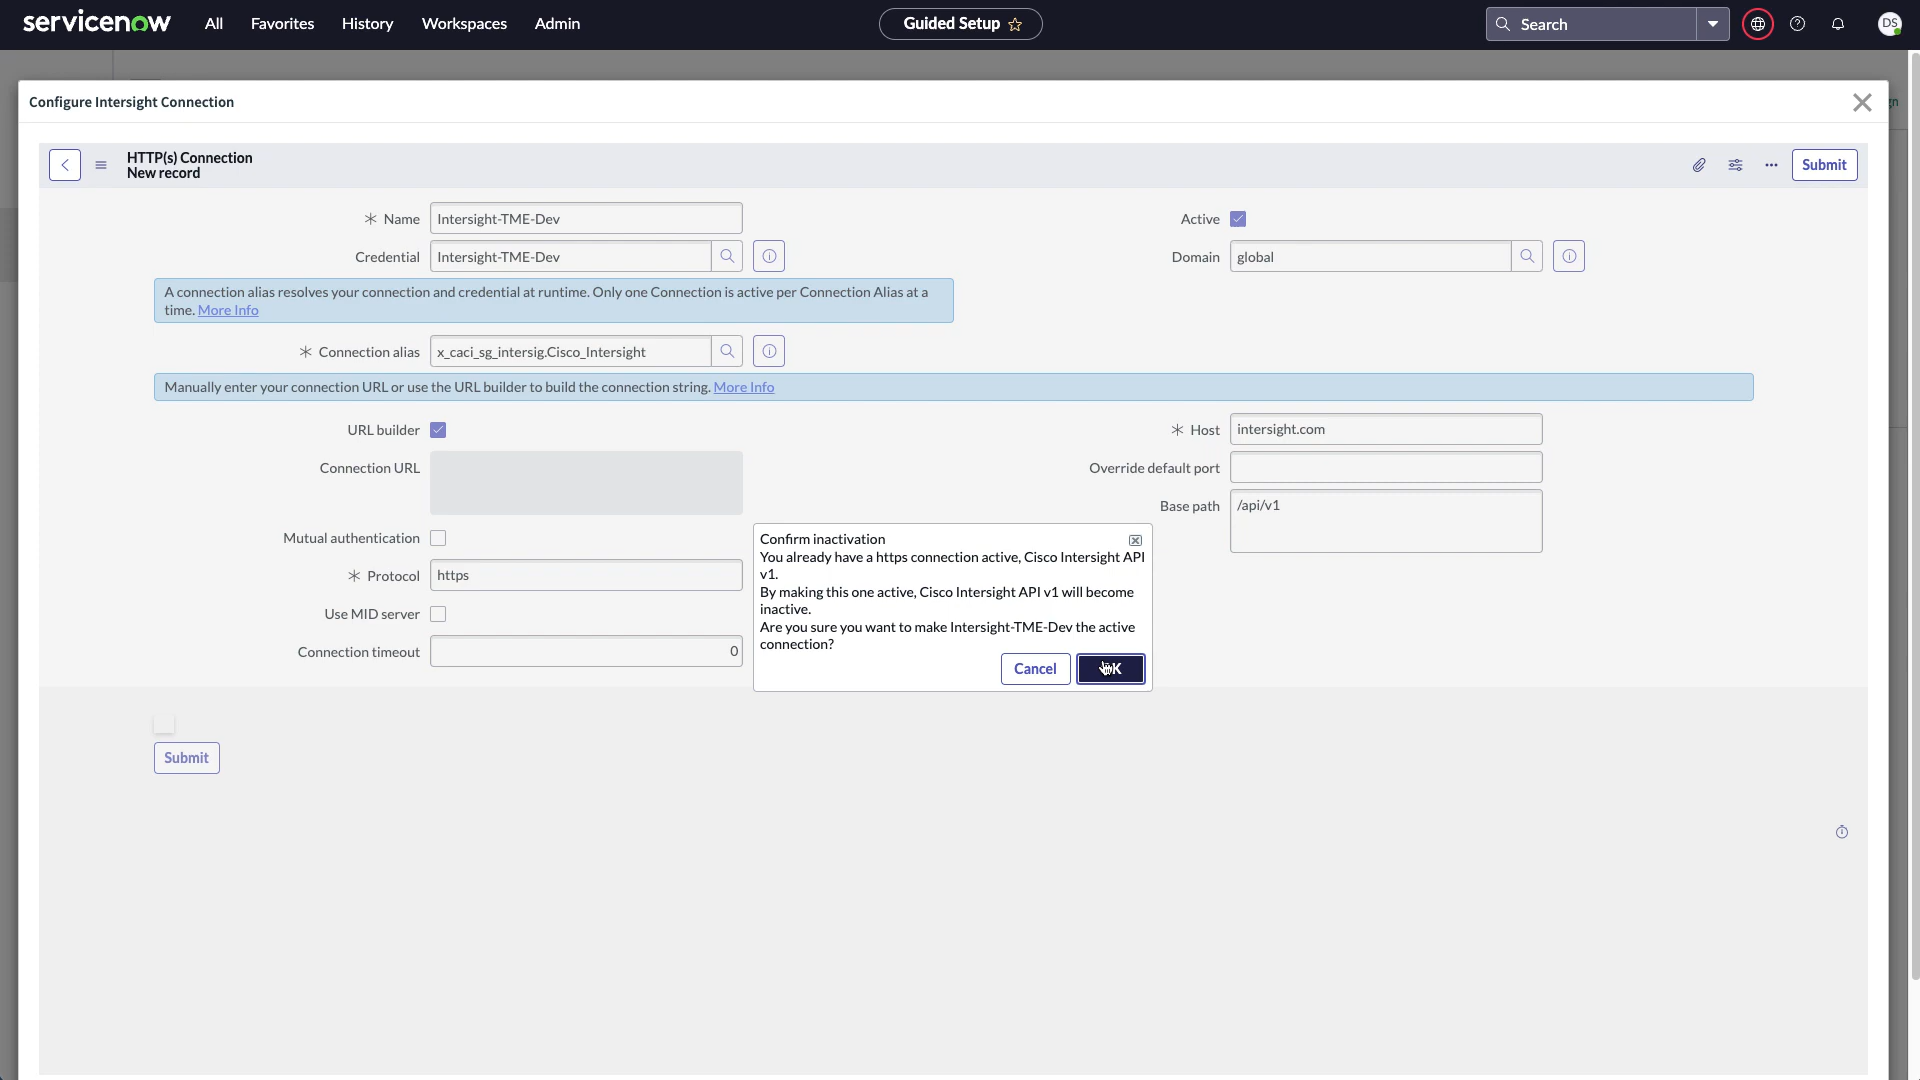 servicenow All Favorites History Workspaces Admin Guided Setup Search DS
Configure Intersight Connection
HTTP(s) Connection
New record
Submit
Name Intersight-TME-Dev Active
Credential Intersight-TME-Dev Domain global
A connection alias resolves your connection and credential at runtime. Only one Connection is active per Connection Alias at a
time. More Info
Connection alias x_caci_sg_intersig.Cisco_Intersight
Manually enter your connection URL or use the URL builder to build the connection string. More Info
URL builder Host intersight.com
Connection URL Override default port
Base path /api/v1
Mutual authentication
Protocol https
Use MID server
Connection timeout 0
Confirm inactivation
You already have a https connection active, Cisco Intersight API
v1.
By making this one active, Cisco Intersight API v1 will become
inactive.
Are you sure you want to make Intersight-TME-Dev the active
connection?
Cancel OK
Submit